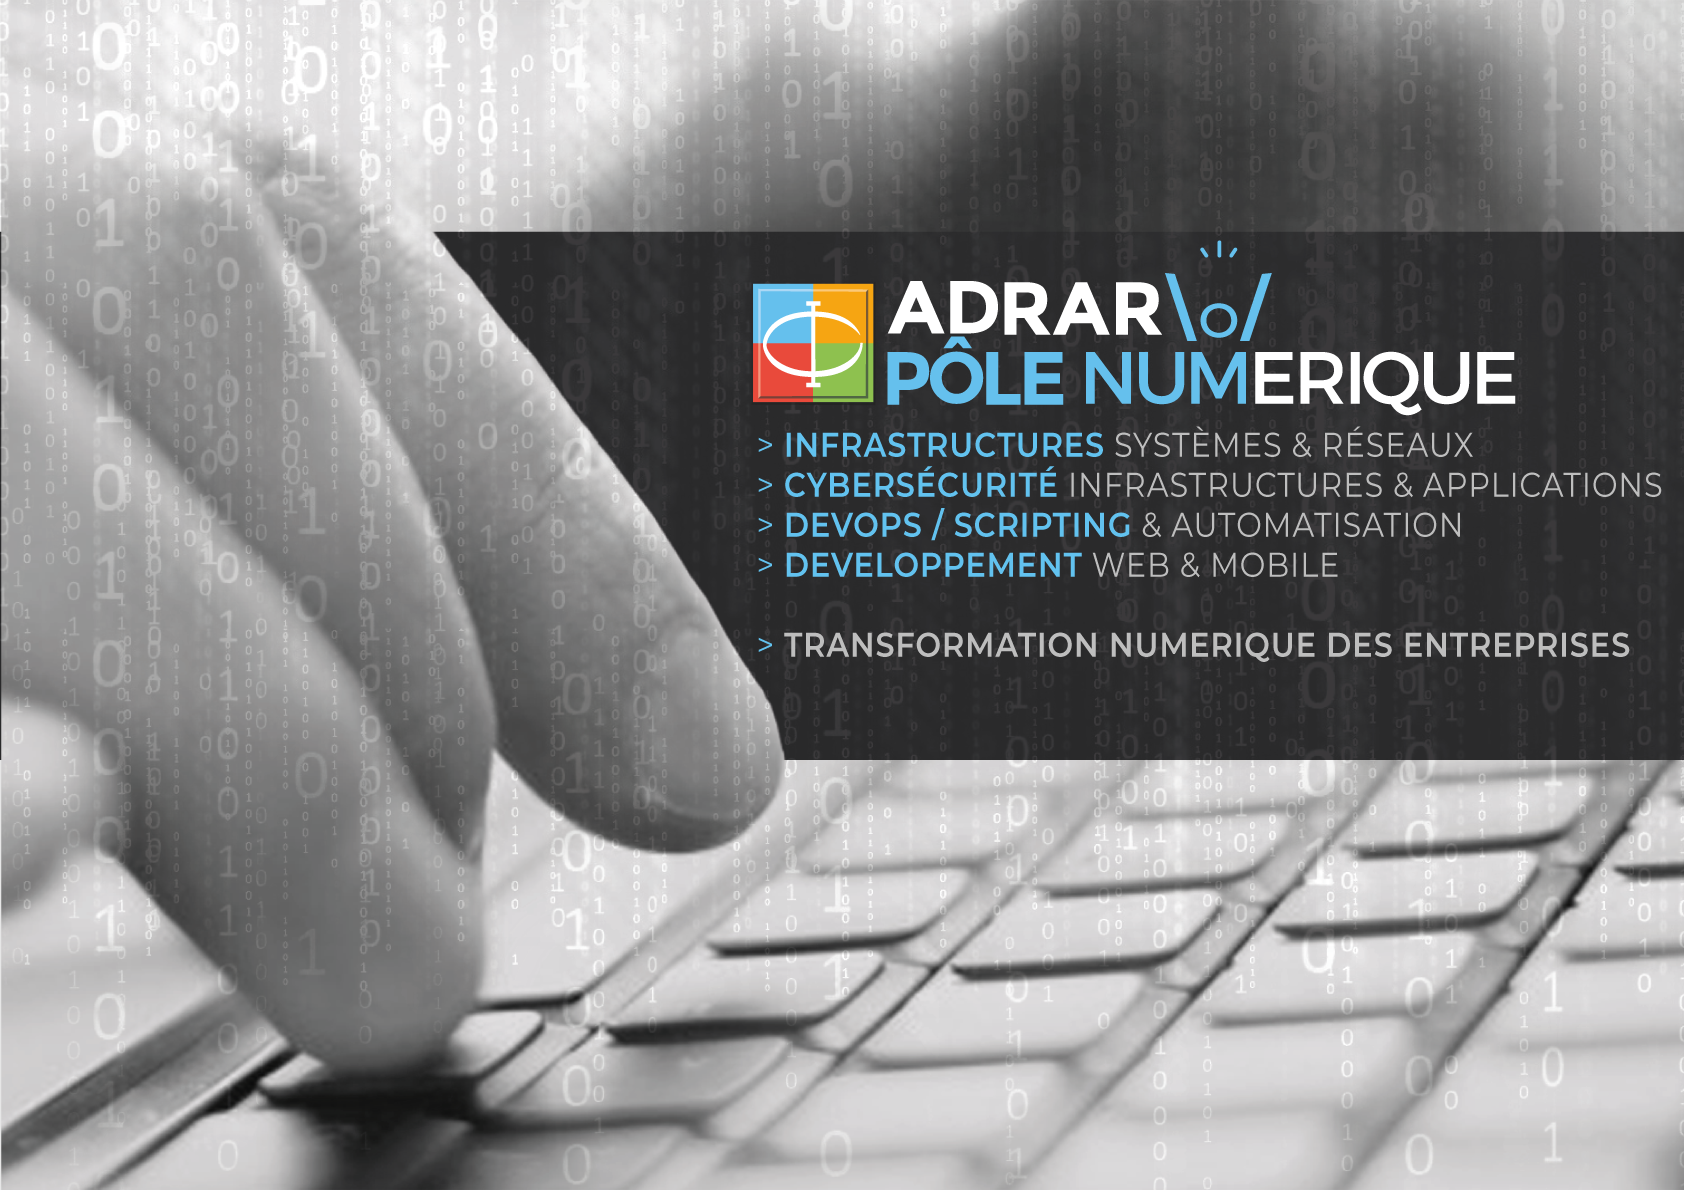 ADRAR \o/
PÔLE NUMERIQUE
> INFRASTRUCTURES SYSTÈMES & RÉSEAUX
> CYBERSÉCURITÉ INFRASTRUCTURES & APPLICATIONS
> DEVOPS / SCRIPTING & AUTOMATISATION
> DEVELOPPEMENT WEB & MOBILE
> TRANSFORMATION NUMERIQUE DES ENTREPRISES